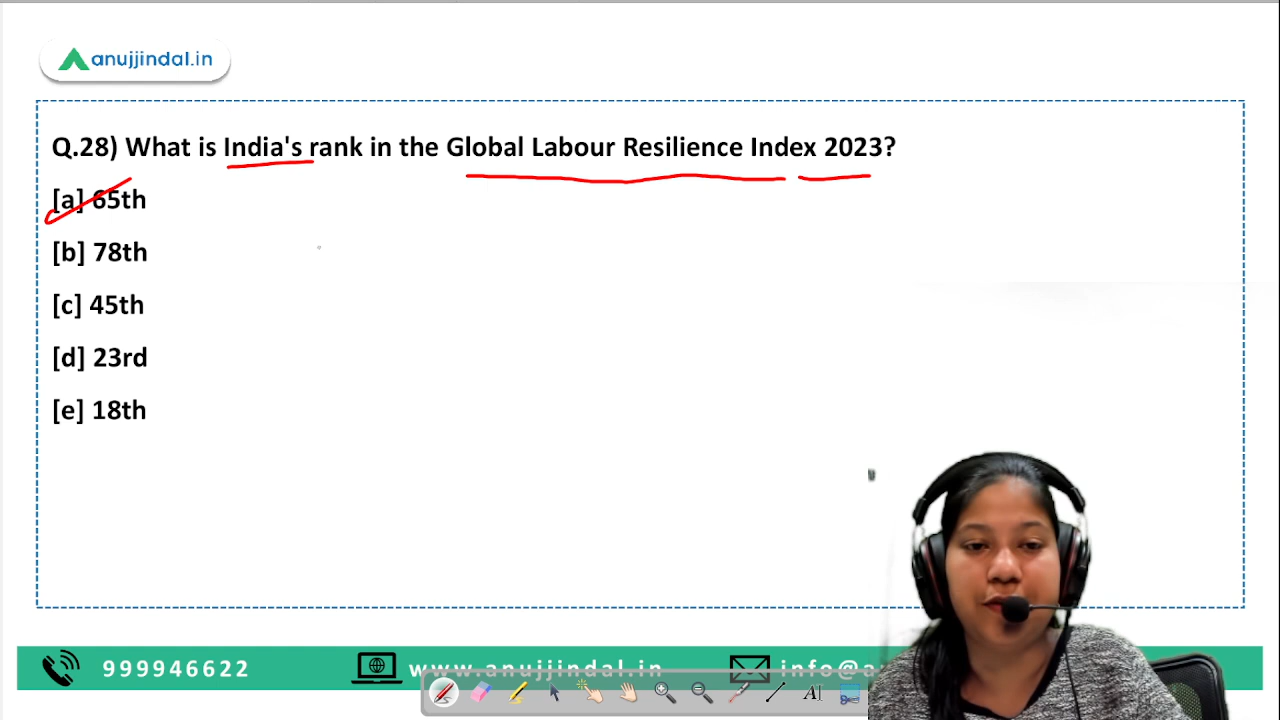 anujjindal.in
Q.28) What is India's rank in the Global Labour Resilience Index 2023?
[a] 65th
[b] 78th
[c] 45th
[d] 23rd
[e] 18th
999946622
www.anujjindal.in
info@a